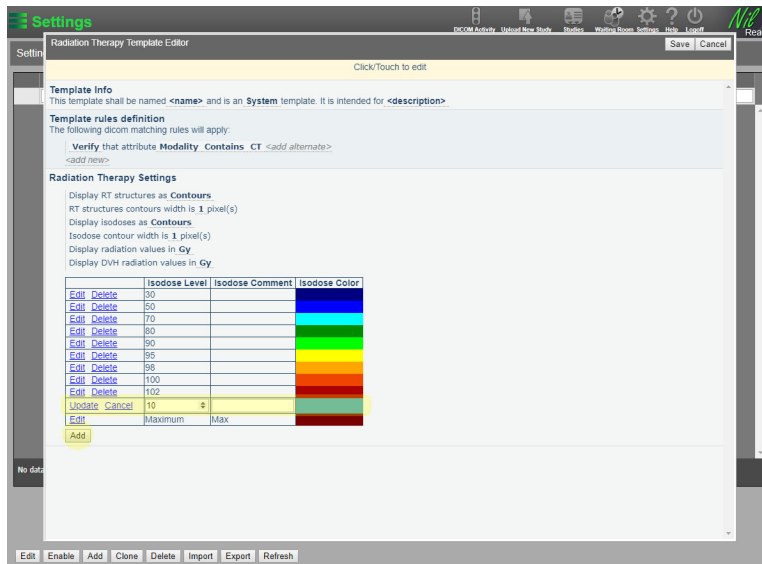 Settings
DICOM Activity Upload New Study Studies Waiting Room Settings Help Logoff
Nil
Rea
Settin
Radiation Therapy Template Editor
Save Cancel
Click/Touch to edit
Template Info
This template shall be named <name> and is an System template. It is intended for <description>
Template rules definition
The following dicom matching rules will apply:
Verify that attribute Modality Contains CT <add alternate>
<add new>
Radiation Therapy Settings
Display RT structures as Contours
RT structures contours width is 1 pixel(s)
Display isodoses as Contours
Isodose contour width is 1 pixel(s)
Display radiation values in Gy
Display DVH radiation values in Gy
Isodose Level Isodose Comment Isodose Color
Edit Delete 30
Edit Delete 50
Edit Delete 70
Edit Delete 80
Edit Delete 90
Edit Delete 95
Edit Delete 98
Edit Delete 100
Edit Delete 102
Update Cancel 10
Edit Maximum Max
Add
No data
Edit Enable Add Clone Delete Import Export Refresh